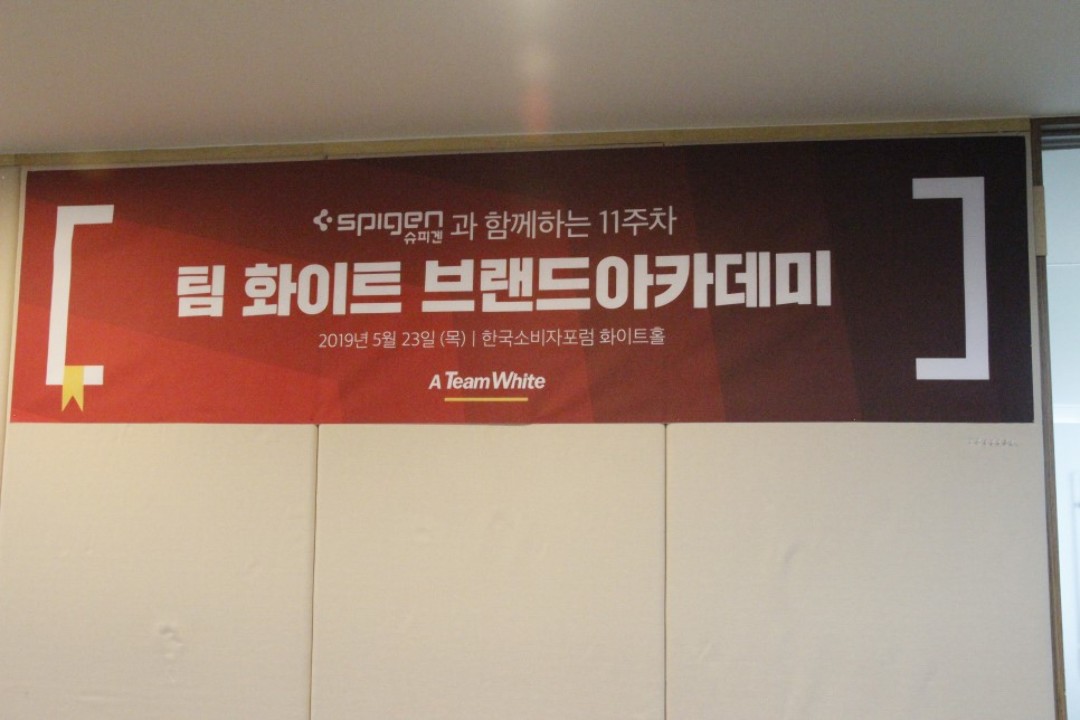 spigen 과 함께하는 11주차
슈피겐
팀 화이트 브랜드아카데미
2019년 5월 23일 (목) | 한국소비자포럼 화이트홀
A Team White